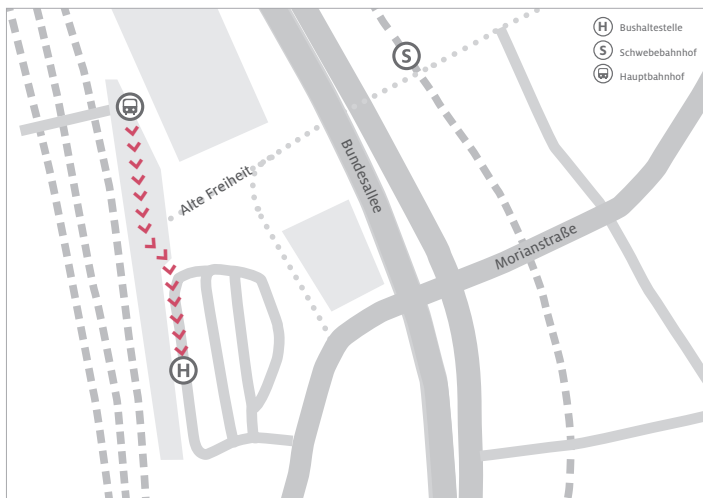 H Bushaltestelle
S Schwebebahnhof
Hauptbahnhof
S
Alte Freiheit
Bundesallee
Morianstraße
H